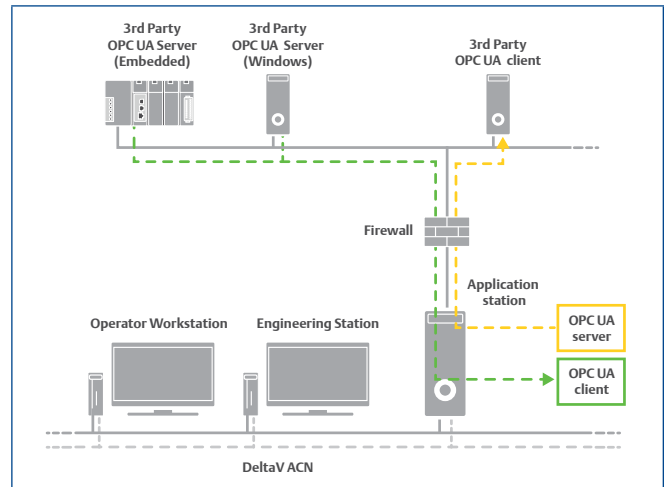 3rd Party
OPC UA Server
(Embedded)
3rd Party
OPC UA Server
(Windows)
3rd Party
OPC UA client
Firewall
Application
station
Operator Workstation
Engineering Station
OPC UA
server
OPC UA
client
DeltaV ACN